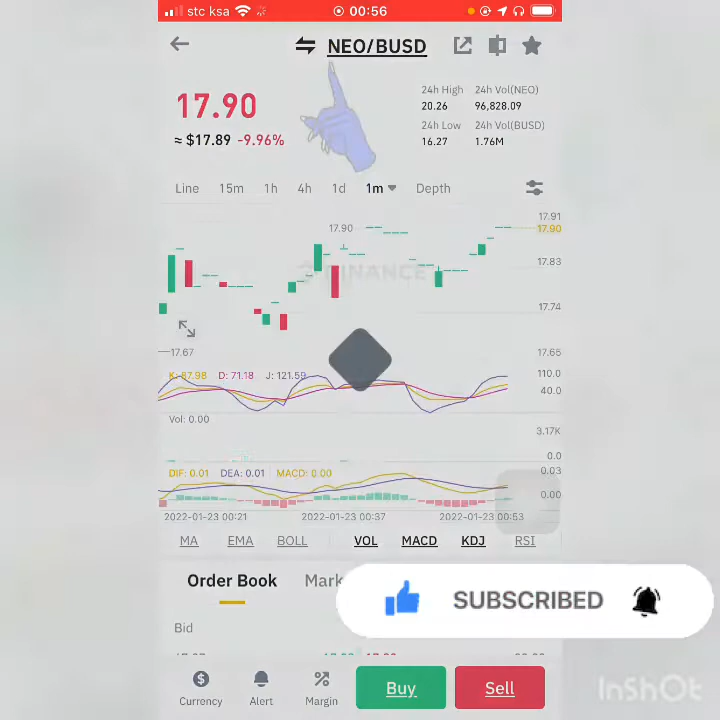 stc ksa 00:56
NEO/BUSD
17.90
≈ $17.89 -9.96%
24h High 24h Vol(NEO)
20.26 96,828.09
24h Low 24h Vol(BUSD)
16.27 1.76M
Line 15m 1h 4h 1d 1m Depth
17.91
17.90 17.90
17.83
BINANCE
17.74
17.67 17.65
K: 87.98 D: 71.18 J: 121.59 110.0
40.0
Vol: 0.00
3.17K
0.0
DIF: 0.01 DEA: 0.01 MACD: 0.00 0.03
0.00
2022-01-23 00:21 2022-01-23 00:37 2022-01-23 00:53
MA EMA BOLL VOL MACD KDJ RSI
Order Book Mark
SUBSCRIBED
Bid
Currency Alert Margin Buy Sell
InShOt